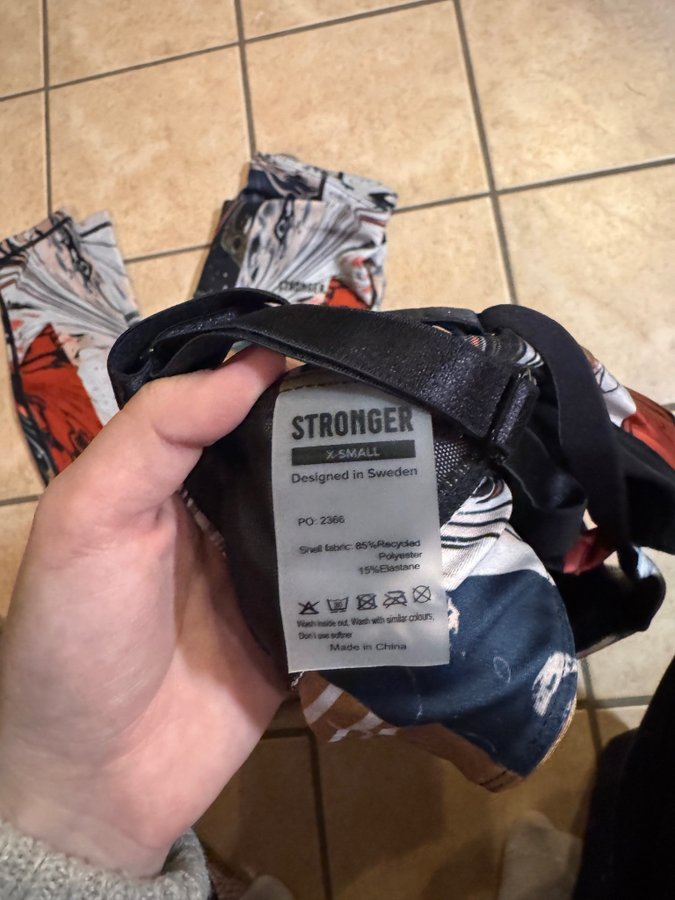 STRONGER
STRONGER
X-SMALL
Designed in Sweden
PO: 2366
Shell fabric: 85%Recycled
Polyester
15%Elastane
Wash inside out, Wash with similar colours,
Don't use softner
Made in China